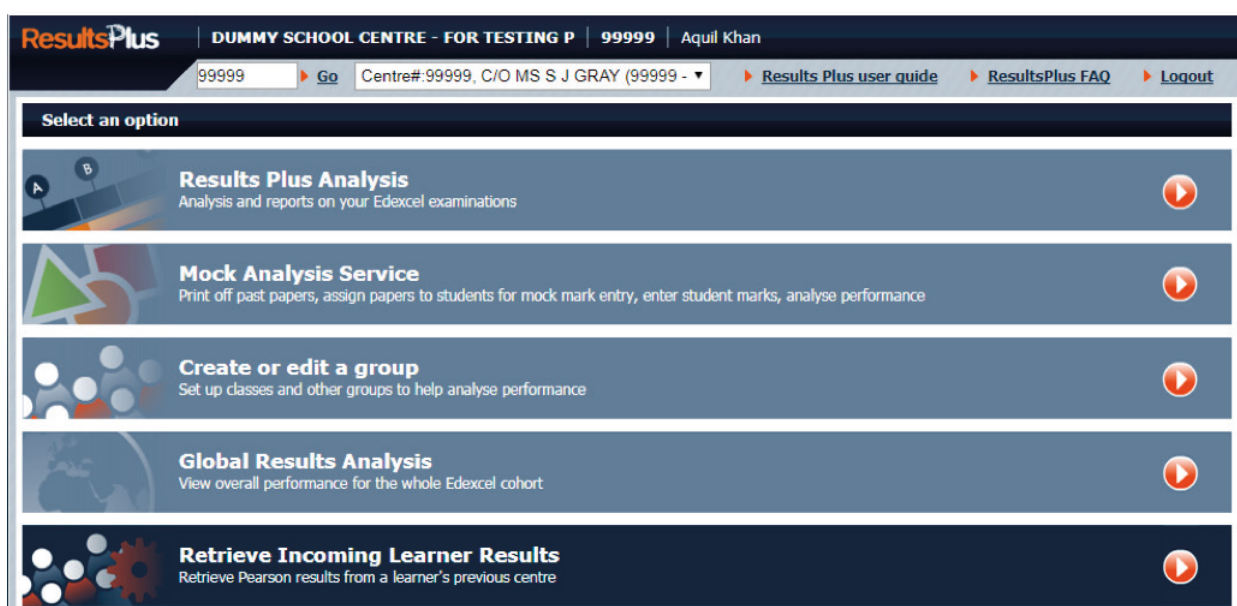 ResultsPlus DUMMY SCHOOL CENTRE - FOR TESTING P 99999 Aquil Khan
99999 Go Centre#:99999, C/O MS S J GRAY (99999 - Results Plus user guide ResultsPlus FAQ Logout
Select an option
A B
Results Plus Analysis
Analysis and reports on your Edexcel examinations
Mock Analysis Service
Print off past papers, assign papers to students for mock mark entry, enter student marks, analyse performance
Create or edit a group
Set up classes and other groups to help analyse performance
Global Results Analysis
View overall performance for the whole Edexcel cohort
Retrieve Incoming Learner Results
Retrieve Pearson results from a learner's previous centre